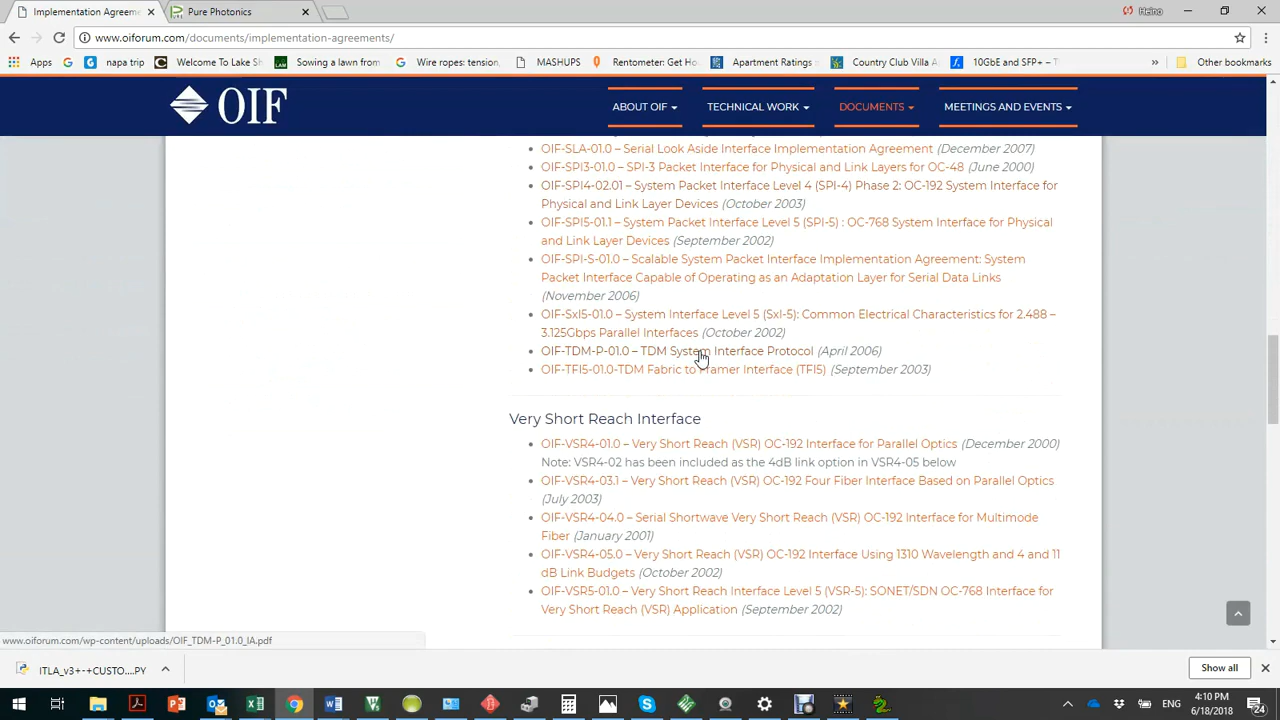 Implementation Agreeme
Pure Photonics
Heino
www.oiforum.com/documents/implementation-agreements/
Apps
napa trip
Welcome To Lake Sh
Sowing a lawn from
Wire ropes: tension,
MASHUPS
Rentometer: Get Ho
Apartment Ratings
Country Club Villa A
10GbE and SFP+ – T
»
Other bookmarks
OIF
ABOUT OIF
TECHNICAL WORK
DOCUMENTS
MEETINGS AND EVENTS
OIF-SLA-01.0 – Serial Look Aside Interface Implementation Agreement (December 2007)
OIF-SPI3-01.0 – SPI-3 Packet Interface for Physical and Link Layers for OC-48 (June 2000)
OIF-SPI4-02.01 – System Packet Interface Level 4 (SPI-4) Phase 2: OC-192 System Interface for
Physical and Link Layer Devices (October 2003)
OIF-SPI5-01.1 – System Packet Interface Level 5 (SPI-5) : OC-768 System Interface for Physical
and Link Layer Devices (September 2002)
OIF-SPI-S-01.0 – Scalable System Packet Interface Implementation Agreement: System
Packet Interface Capable of Operating as an Adaptation Layer for Serial Data Links
(November 2006)
OIF-SxI5-01.0 – System Interface Level 5 (SxI-5): Common Electrical Characteristics for 2.488 –
3.125Gbps Parallel Interfaces (October 2002)
OIF-TDM-P-01.0 – TDM System Interface Protocol (April 2006)
OIF-TFI5-01.0-TDM Fabric to Framer Interface (TFI5) (September 2003)
Very Short Reach Interface
OIF-VSR4-01.0 – Very Short Reach (VSR) OC-192 Interface for Parallel Optics (December 2000)
Note: VSR4-02 has been included as the 4dB link option in VSR4-05 below
OIF-VSR4-03.1 – Very Short Reach (VSR) OC-192 Four Fiber Interface Based on Parallel Optics
(July 2003)
OIF-VSR4-04.0 – Serial Shortwave Very Short Reach (VSR) OC-192 Interface for Multimode
Fiber (January 2001)
OIF-VSR4-05.0 – Very Short Reach (VSR) OC-192 Interface Using 1310 Wavelength and 4 and 11
dB Link Budgets (October 2002)
OIF-VSR5-01.0 – Very Short Reach Interface Level 5 (VSR-5): SONET/SDN OC-768 Interface for
Very Short Reach (VSR) Application (September 2002)
www.oiforum.com/wp-content/uploads/OIF_TDM-P_01.0_IA.pdf
ITLA_v3+-+CUSTO....PY
Show all
ENG
4:10 PM
6/18/2018
24